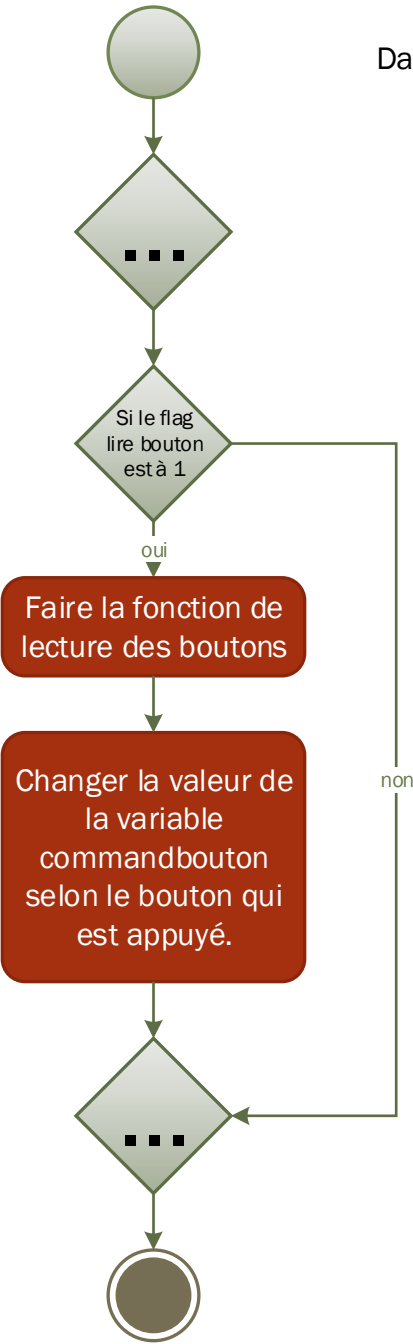 Da
...
Si le flag
lire bouton
est à 1
oui
Faire la fonction de
lecture des boutons
non
Changer la valeur de
la variable
commandbouton
selon le bouton qui
est appuyé.
...